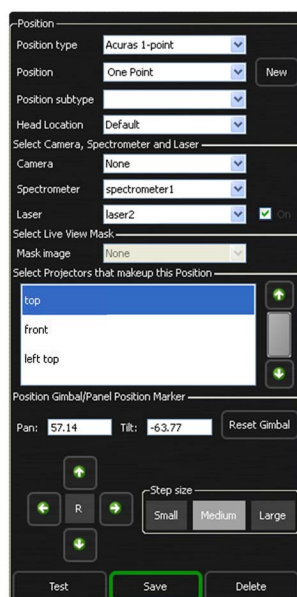 Position
Position type Acuras 1-point
Position One Point New
Position subtype
Head Location Default
Select Camera, Spectrometer and Laser
Camera None
Spectrometer spectrometer1
Laser laser2 On
Select Live View Mask
Mask image None
Select Projectors that makeup this Position
top
front
left top
Position Gimbal/Panel Position Marker
Pan: 57.14 Tilt: -63.77 Reset Gimbal
Step size
R Small Medium Large
Test Save Delete